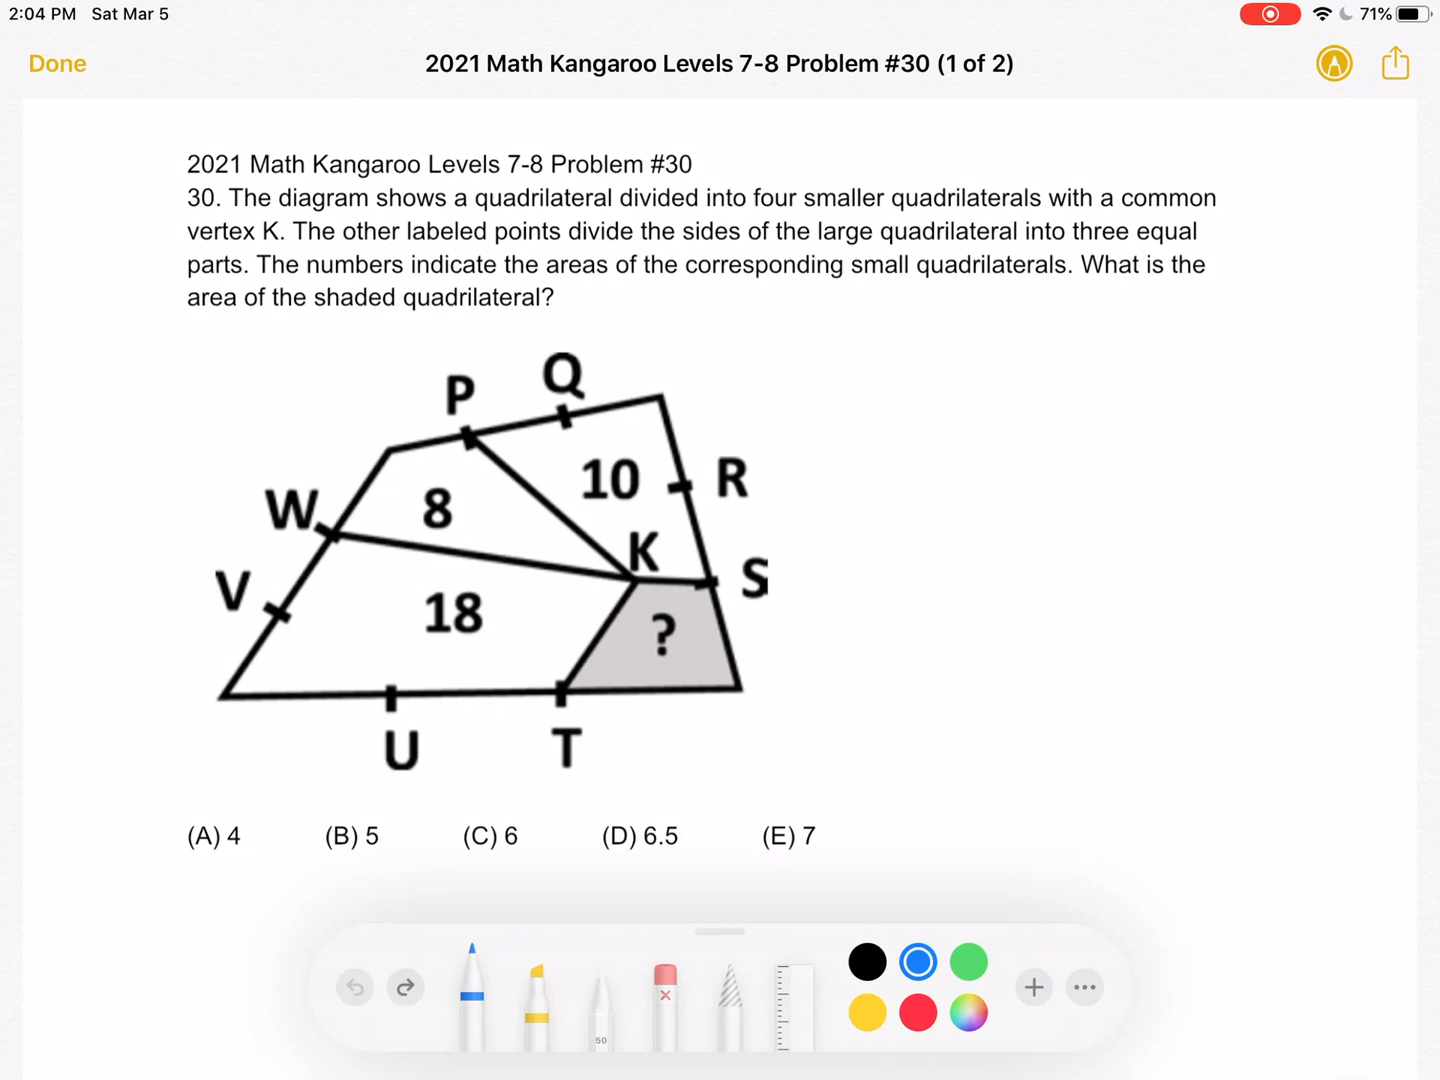 2:04 PM Sat Mar 5
71%
Done
2021 Math Kangaroo Levels 7-8 Problem #30 (1 of 2)
2021 Math Kangaroo Levels 7-8 Problem #30
30. The diagram shows a quadrilateral divided into four smaller quadrilaterals with a common
vertex K. The other labeled points divide the sides of the large quadrilateral into three equal
parts. The numbers indicate the areas of the corresponding small quadrilaterals. What is the
area of the shaded quadrilateral?
P Q
W 8 10 R
K
V 18 ? S
U T
(A) 4 (B) 5 (C) 6 (D) 6.5 (E) 7
50